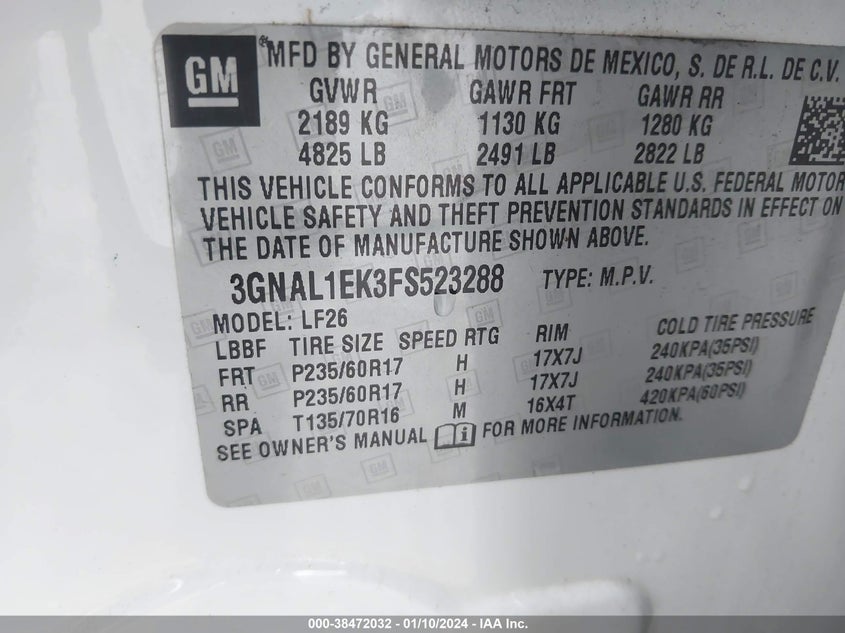 GM
MFD BY GENERAL MOTORS DE MEXICO, S. DE R.L. DE C.V.
GVWR GAWR FRT GAWR RR
2189 KG 1130 KG 1280 KG
4825 LB 2491 LB 2822 LB
THIS VEHICLE CONFORMS TO ALL APPLICABLE U.S. FEDERAL MOTOR
VEHICLE SAFETY AND THEFT PREVENTION STANDARDS IN EFFECT ON
THE DATE OF MANUFACTURE SHOWN ABOVE.
3GNAL1EK3FS523288 TYPE: M.P.V.
MODEL: LF26
LBBF TIRE SIZE SPEED RTG RIM COLD TIRE PRESSURE
FRT P235/60R17 H 17X7J 240KPA(35PSI)
RR P235/60R17 H 17X7J 240KPA(35PSI)
SPA T135/70R16 M 16X4T 420KPA(60PSI)
SEE OWNER'S MANUAL FOR MORE INFORMATION.
000-38472032 / 01/10/2024 - IAA Inc.